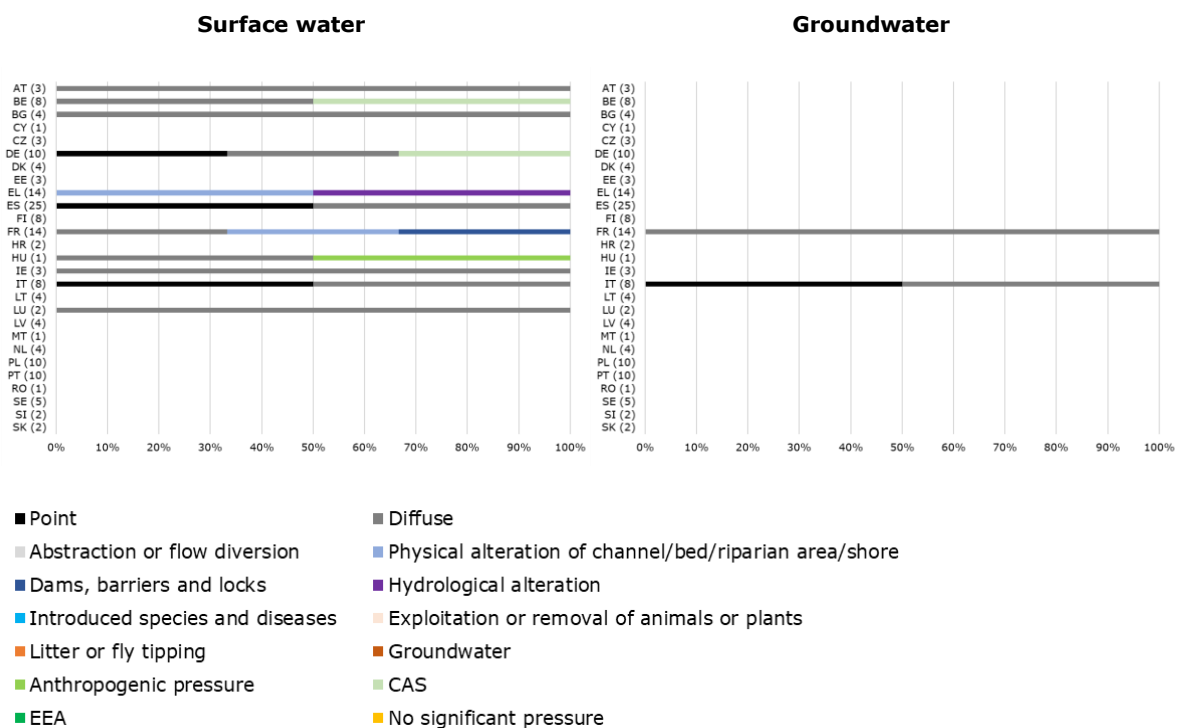 Surface water
AT (3)
BE (8)
BG (4)
CY (1)
CZ (3)
DE (10)
DK (4)
EE (3)
EL (14)
ES (25)
FI (8)
FR (14)
HR (2)
HU (1)
IE (3)
IT (8)
LT (4)
LU (2)
LV (4)
MT (1)
NL (4)
PL (10)
PT (10)
RO (1)
SE (5)
SI (2)
SK (2)
0% 10% 20% 30% 40% 50% 60% 70% 80% 90% 100%
Groundwater
AT (3)
BE (8)
BG (4)
CY (1)
CZ (3)
DE (10)
DK (4)
EE (3)
EL (14)
ES (25)
FI (8)
FR (14)
HR (2)
HU (1)
IE (3)
IT (8)
LT (4)
LU (2)
LV (4)
MT (1)
NL (4)
PL (10)
PT (10)
RO (1)
SE (5)
SI (2)
SK (2)
0% 10% 20% 30% 40% 50% 60% 70% 80% 90% 100%
Point
Diffuse
Abstraction or flow diversion
Physical alteration of channel/bed/riparian area/shore
Dams, barriers and locks
Hydrological alteration
Introduced species and diseases
Exploitation or removal of animals or plants
Litter or fly tipping
Groundwater
Anthropogenic pressure
CAS
EEA
No significant pressure